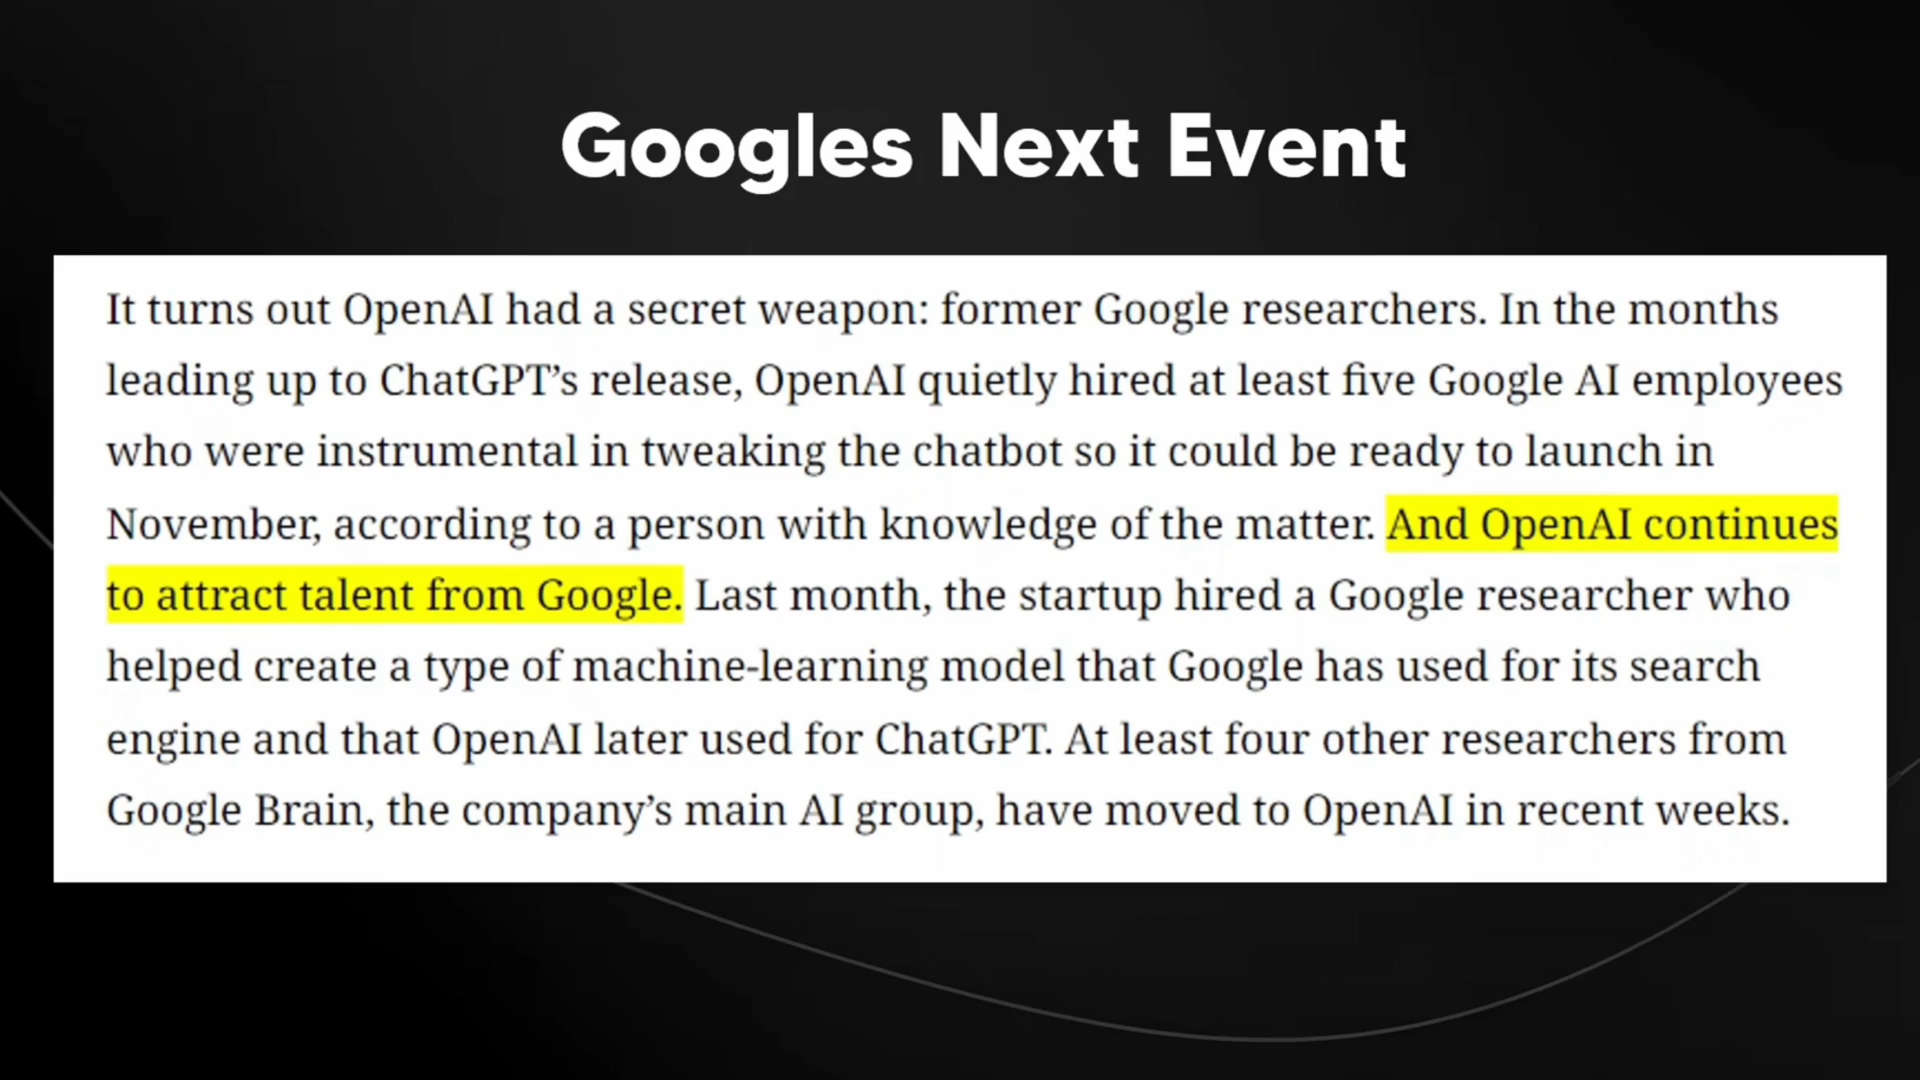 Googles Next Event
It turns out OpenAI had a secret weapon: former Google researchers. In the months
leading up to ChatGPT’s release, OpenAI quietly hired at least five Google AI employees
who were instrumental in tweaking the chatbot so it could be ready to launch in
November, according to a person with knowledge of the matter. And OpenAI continues
to attract talent from Google. Last month, the startup hired a Google researcher who
helped create a type of machine-learning model that Google has used for its search
engine and that OpenAI later used for ChatGPT. At least four other researchers from
Google Brain, the company’s main AI group, have moved to OpenAI in recent weeks.